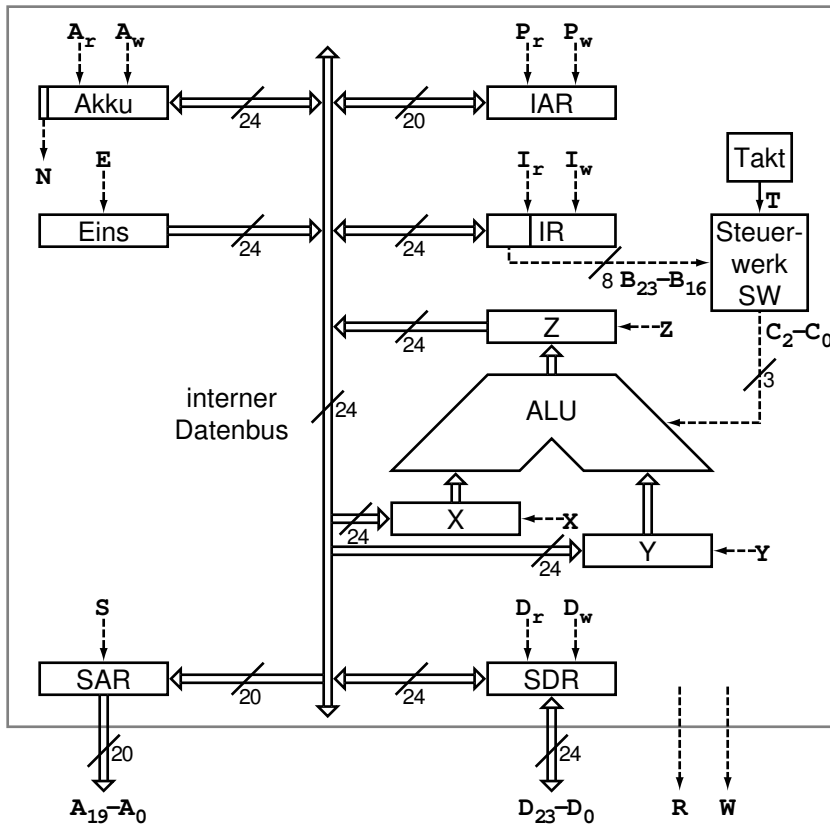 A_r A_w P_r P_w
Akku 24 20 IAR
N
E I_r I_w Takt
T
Eins 24 24 IR Steuer-
werk
SW
8 B_23–B_16
Z Z
24 C_2–C_0
3
interner
Datenbus
24 ALU
X X
24
Y Y
24
S D_r D_w
SAR 20 24 SDR
20 24
A_19–A_0 D_23–D_0 R W